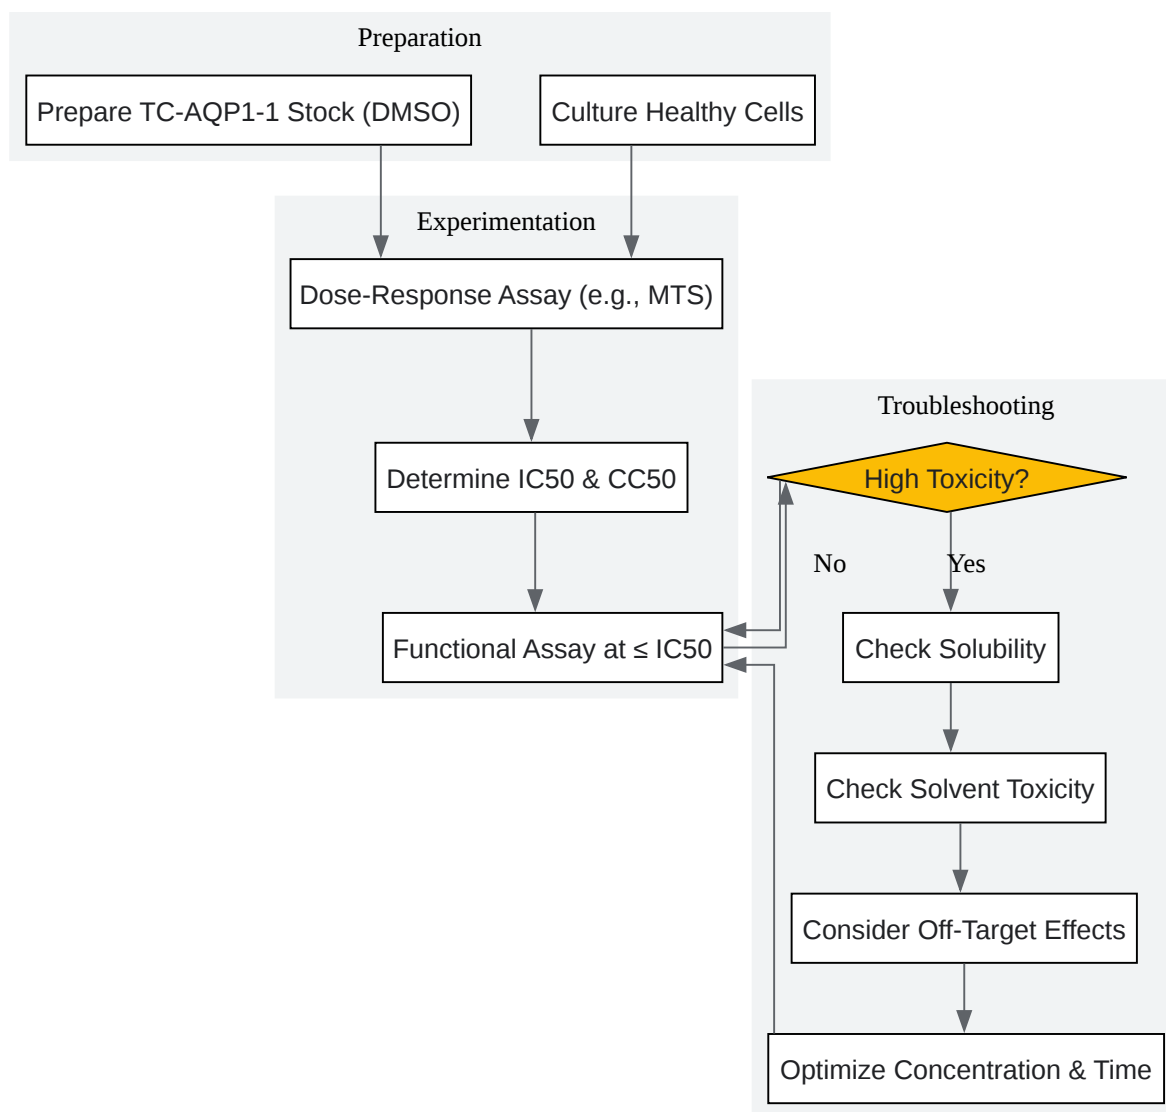 Preparation
Prepare TC-AQP1-1 Stock (DMSO)
Culture Healthy Cells
Experimentation
Dose-Response Assay (e.g., MTS)
Determine IC50 & CC50
Functional Assay at ≤ IC50
Troubleshooting
High Toxicity?
No
Yes
Check Solubility
Check Solvent Toxicity
Consider Off-Target Effects
Optimize Concentration & Time